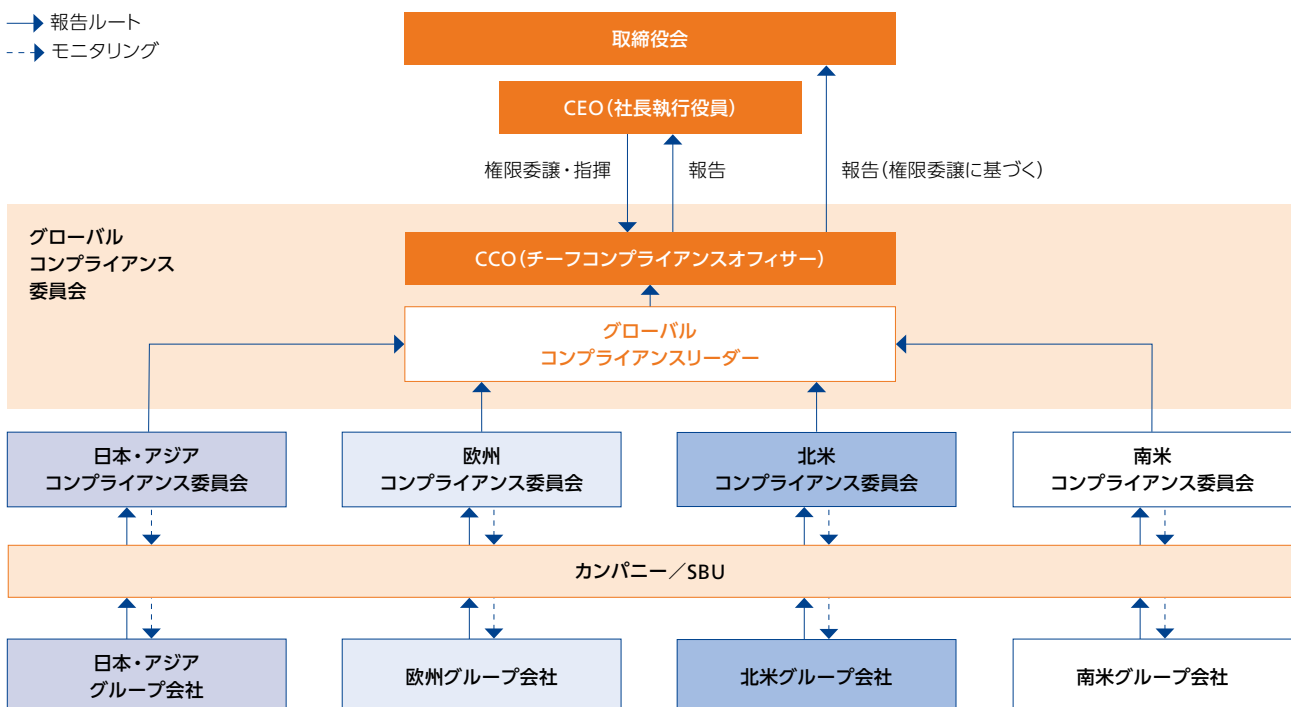 報告ルート
モニタリング
取締役会
CEO(社長執行役員)
権限委譲・指揮
報告
報告(権限委譲に基づく)
グローバル
コンプライアンス
委員会
CCO(チーフコンプライアンスオフィサー)
グローバル
コンプライアンスリーダー
日本・アジア
コンプライアンス委員会
欧州
コンプライアンス委員会
北米
コンプライアンス委員会
南米
コンプライアンス委員会
カンパニー/SBU
日本・アジア
グループ会社
欧州グループ会社
北米グループ会社
南米グループ会社